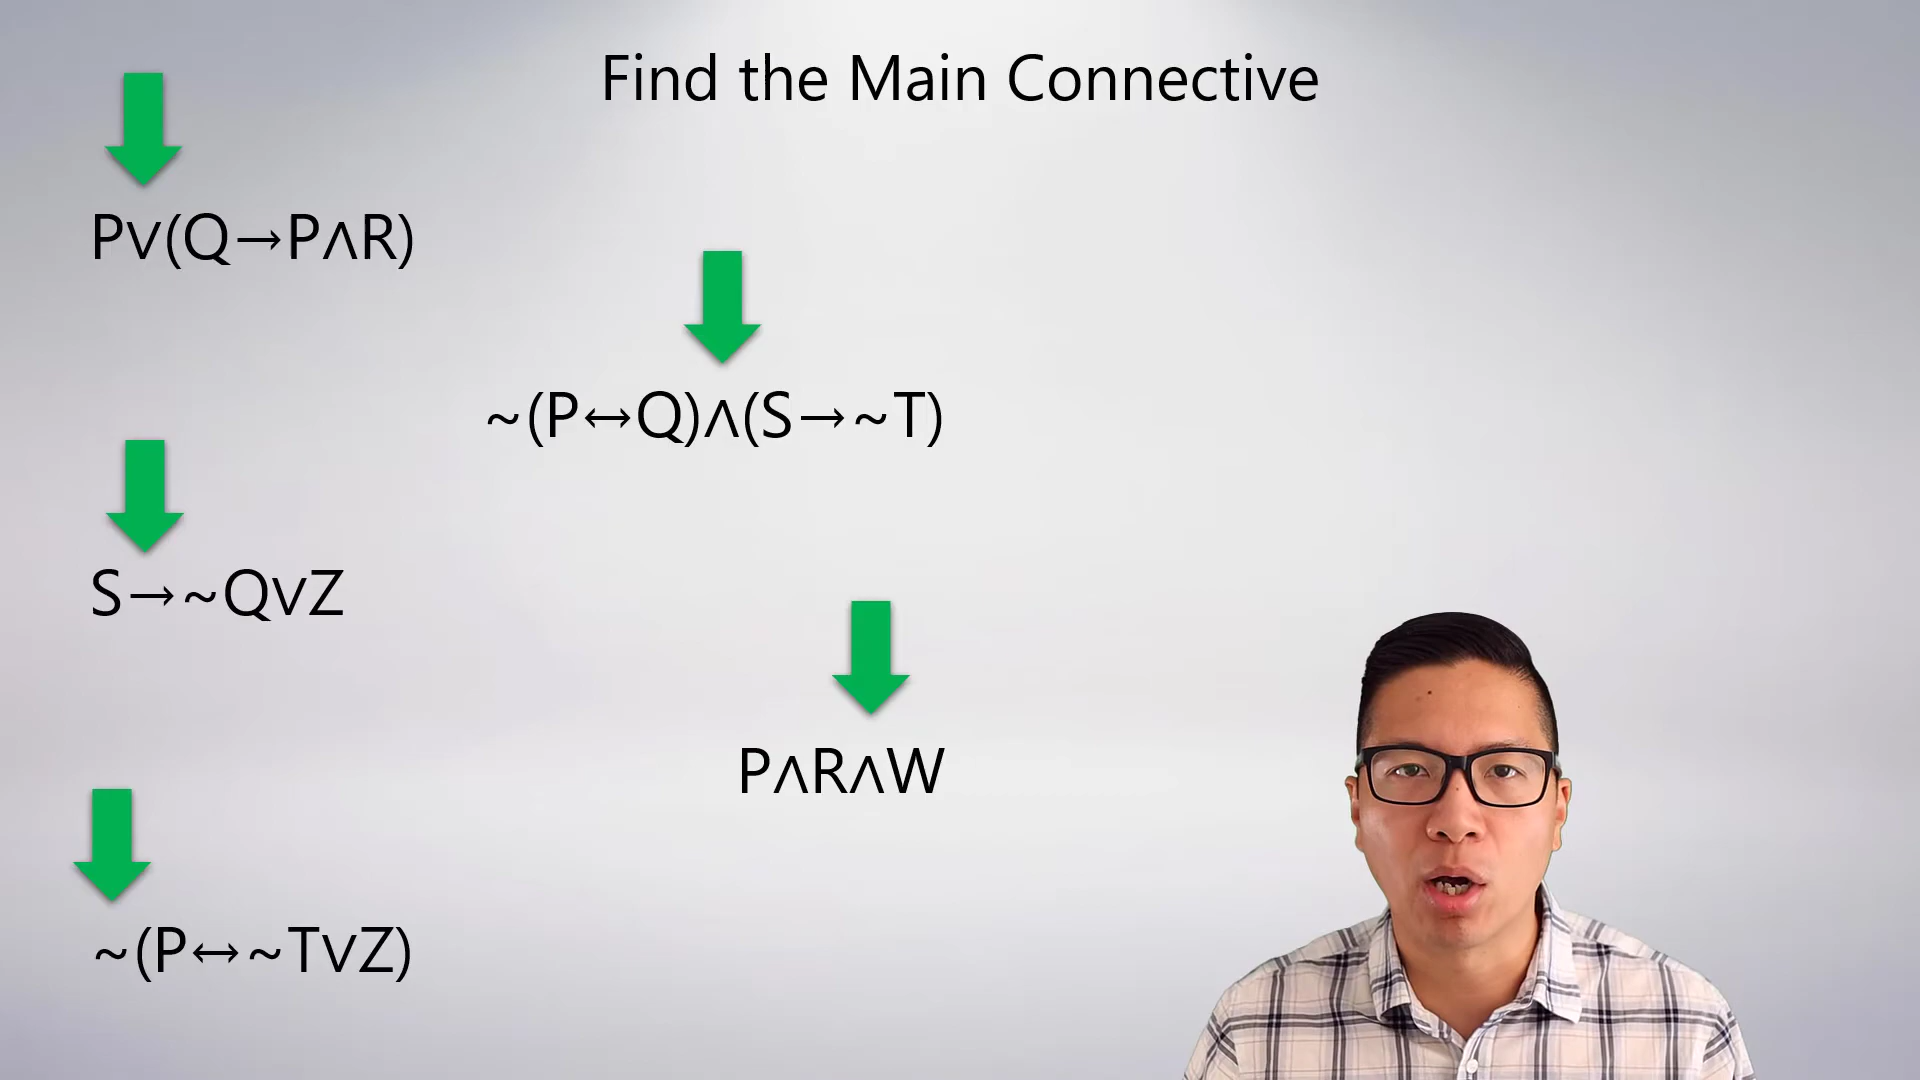 Find the Main Connective
P∨(Q→P∧R)
~(P↔Q)∧(S→~T)
S→~Q∨Z
P∧R∧W
~(P↔~T∨Z)